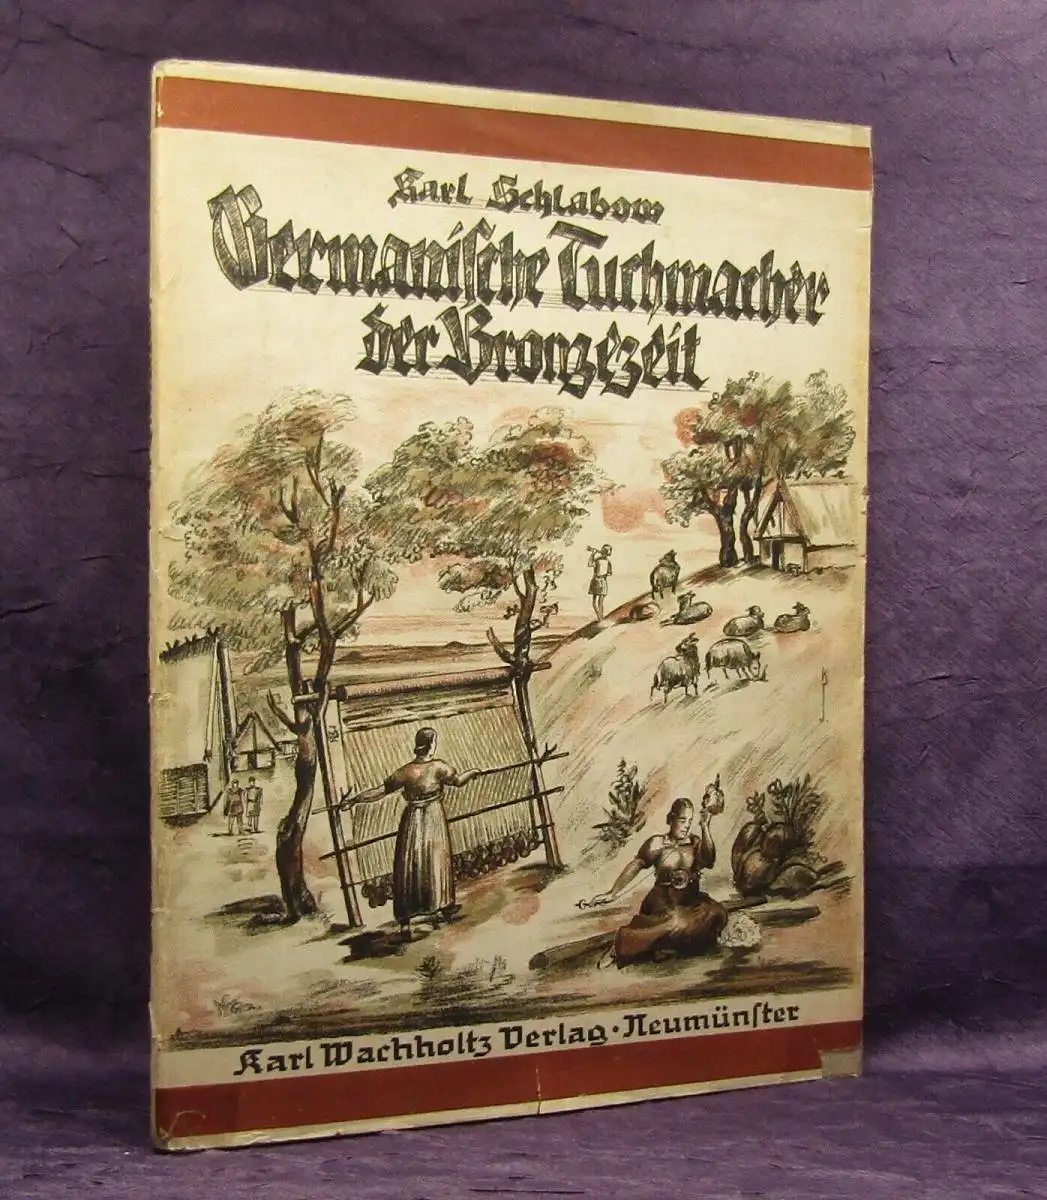 Karl Schlabow
Germanische Tuchmacher
der Bronzezeit
Karl Wachholtz Verlag · Neumünster